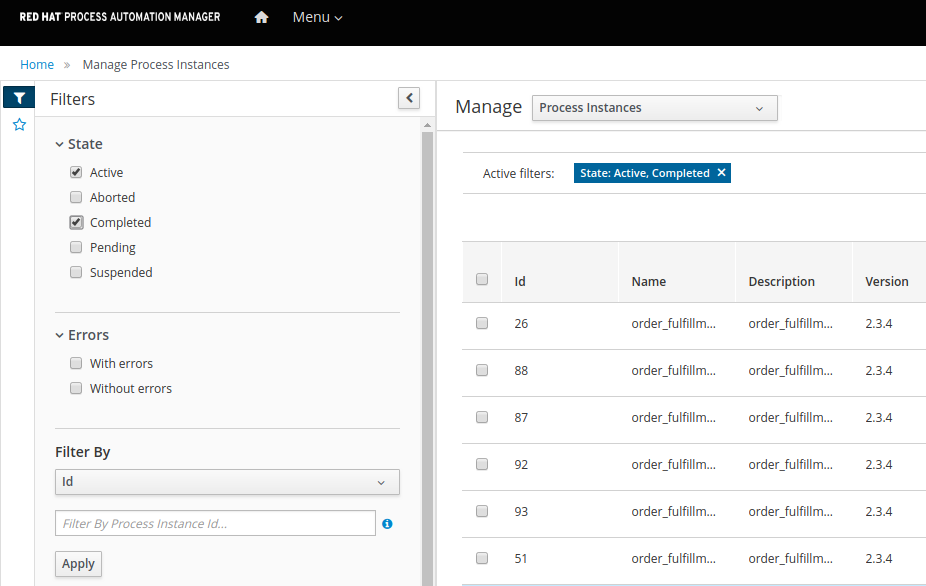 RED HAT PROCESS AUTOMATION MANAGER Menu
Home » Manage Process Instances
Filters
State
Active
Aborted
Completed
Pending
Suspended
Errors
With errors
Without errors
Filter By
Id
Filter By Process Instance Id...
Apply
Manage Process Instances
Active filters: State: Active, Completed ×
Id Name Description Version
26 order_fulfillm... order_fulfillm... 2.3.4
88 order_fulfillm... order_fulfillm... 2.3.4
87 order_fulfillm... order_fulfillm... 2.3.4
92 order_fulfillm... order_fulfillm... 2.3.4
93 order_fulfillm... order_fulfillm... 2.3.4
51 order_fulfillm... order_fulfillm... 2.3.4